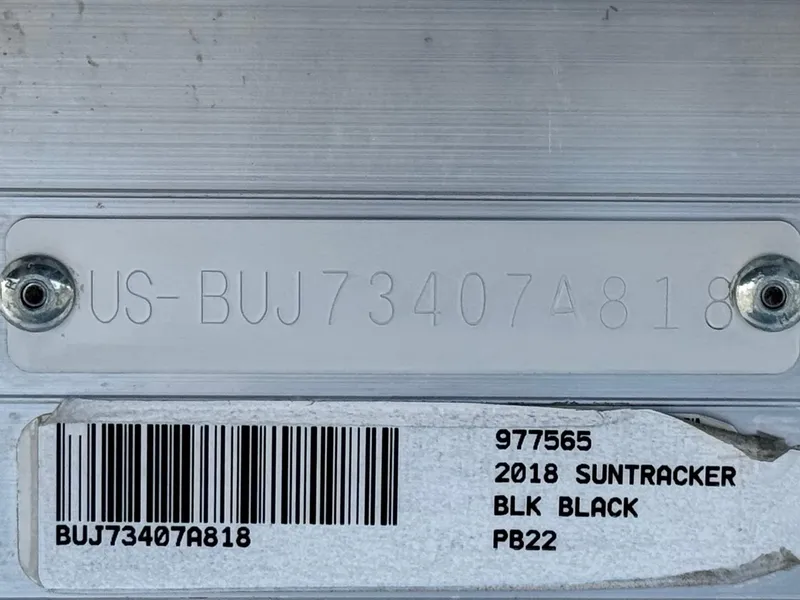 US-BUJ73407A818
BUJ73407A818
977565
2018 SUNTRACKER
BLK BLACK
PB22